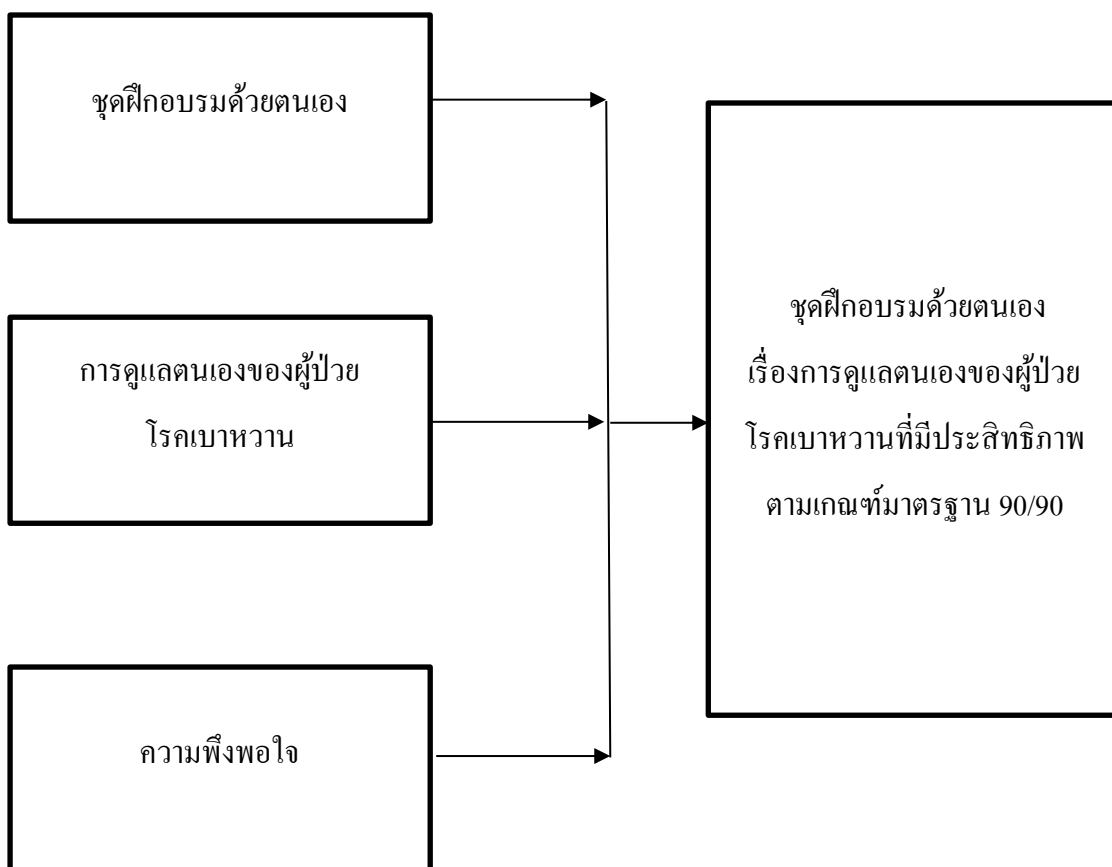 ชุดฝึกอบรมด้วยตนเอง
การดูแลตนเองของผู้ป่วย
โรคเบาหวาน
ความพึงพอใจ
ชุดฝึกอบรมด้วยตนเอง
เรื่องการดูแลตนเองของผู้ป่วย
โรคเบาหวานที่มีประสิทธิภาพ
ตามเกณฑ์มาตรฐาน 90/90